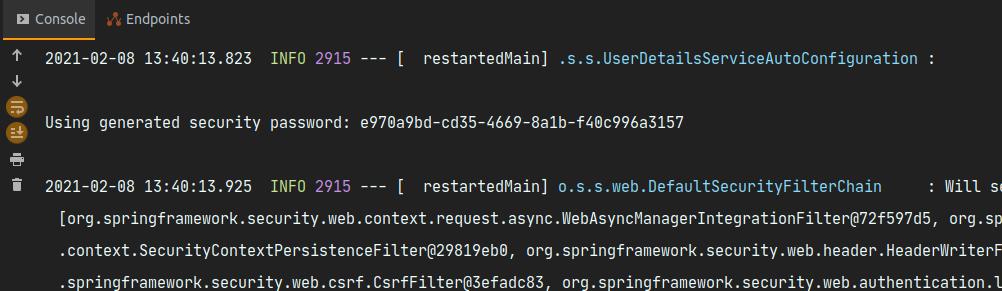 Console Endpoints
2021-02-08 13:40:13.823  INFO 2915 --- [  restartedMain] .s.s.UserDetailsServiceAutoConfiguration :
Using generated security password: e970a9bd-cd35-4669-8a1b-f40c996a3157
2021-02-08 13:40:13.925  INFO 2915 --- [  restartedMain] o.s.s.web.DefaultSecurityFilterChain     : Will se
[org.springframework.security.web.context.request.async.WebAsyncManagerIntegrationFilter@72f597d5, org.sp
.context.SecurityContextPersistenceFilter@29819eb0, org.springframework.security.web.header.HeaderWriterF
.springframework.security.web.csrf.CsrfFilter@3efadc83, org.springframework.security.web.authentication.l